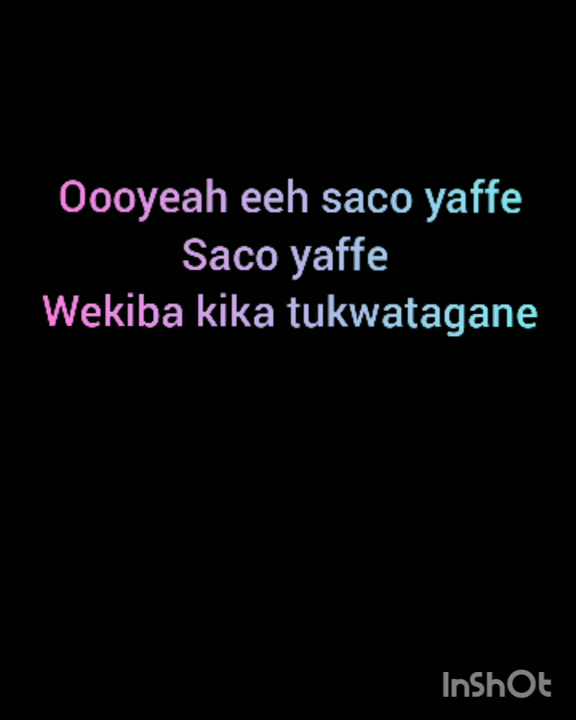 Oooyeah eeh saco yaffe
Saco yaffe
Wekiba kika tukwatagane
InShOt